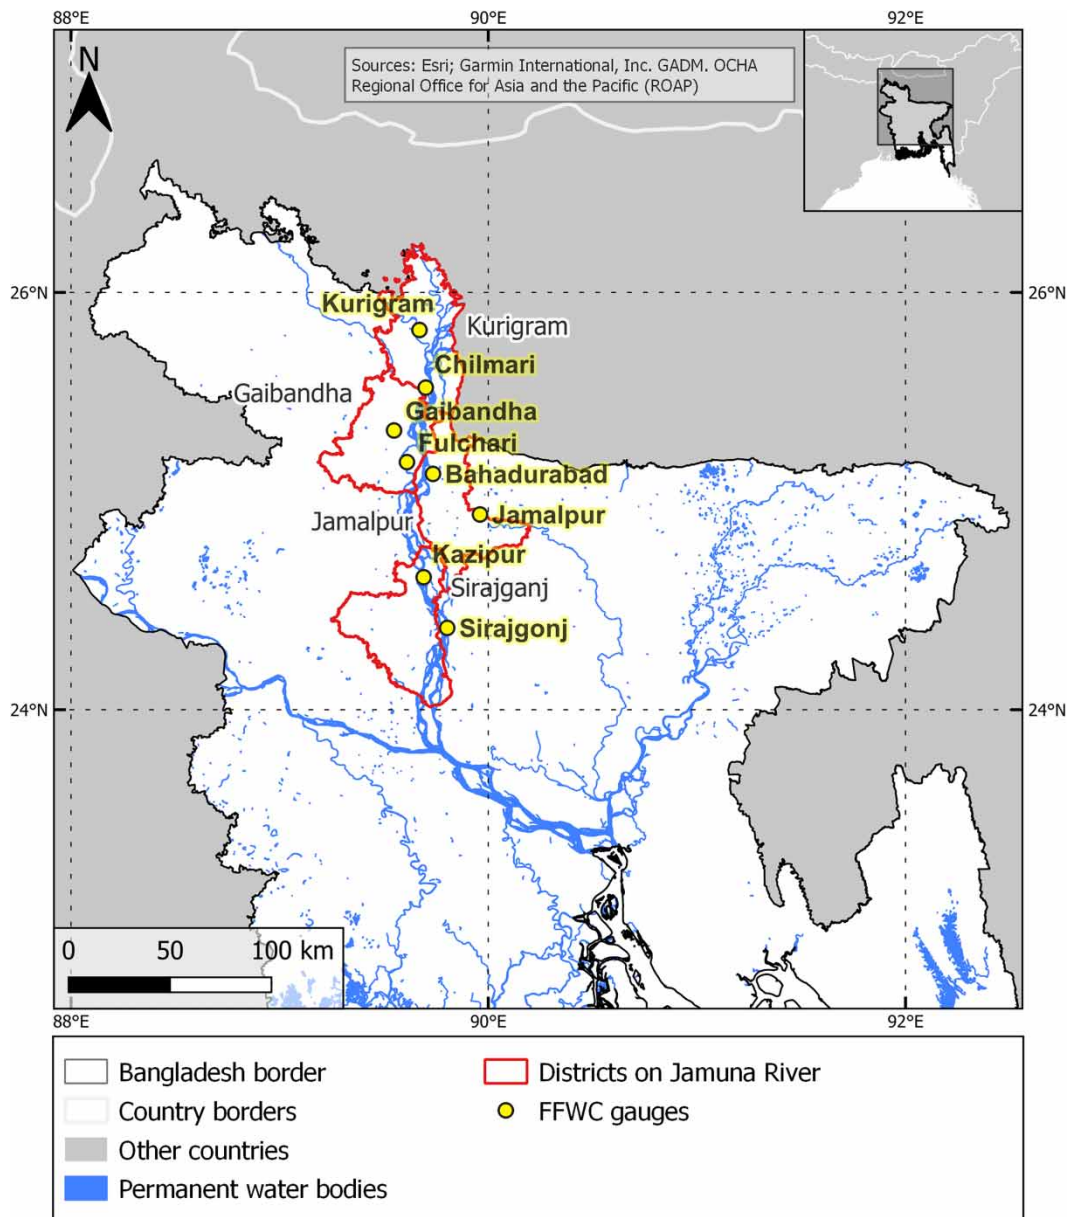 88°E 90°E 92°E
N
Sources: Esri; Garmin International, Inc. GADM. OCHA
Regional Office for Asia and the Pacific (ROAP)
26°N 26°N
Kurigram
Kurigram
Chilmari
Gaibandha
Gaibandha
Fulchari
Bahadurabad
Jamalpur
Jamalpur
Kazipur
Sirajganj
Sirajgonj
24°N 24°N
0 50 100 km
88°E 90°E 92°E
Bangladesh border
Country borders
Other countries
Permanent water bodies
Districts on Jamuna River
FFWC gauges